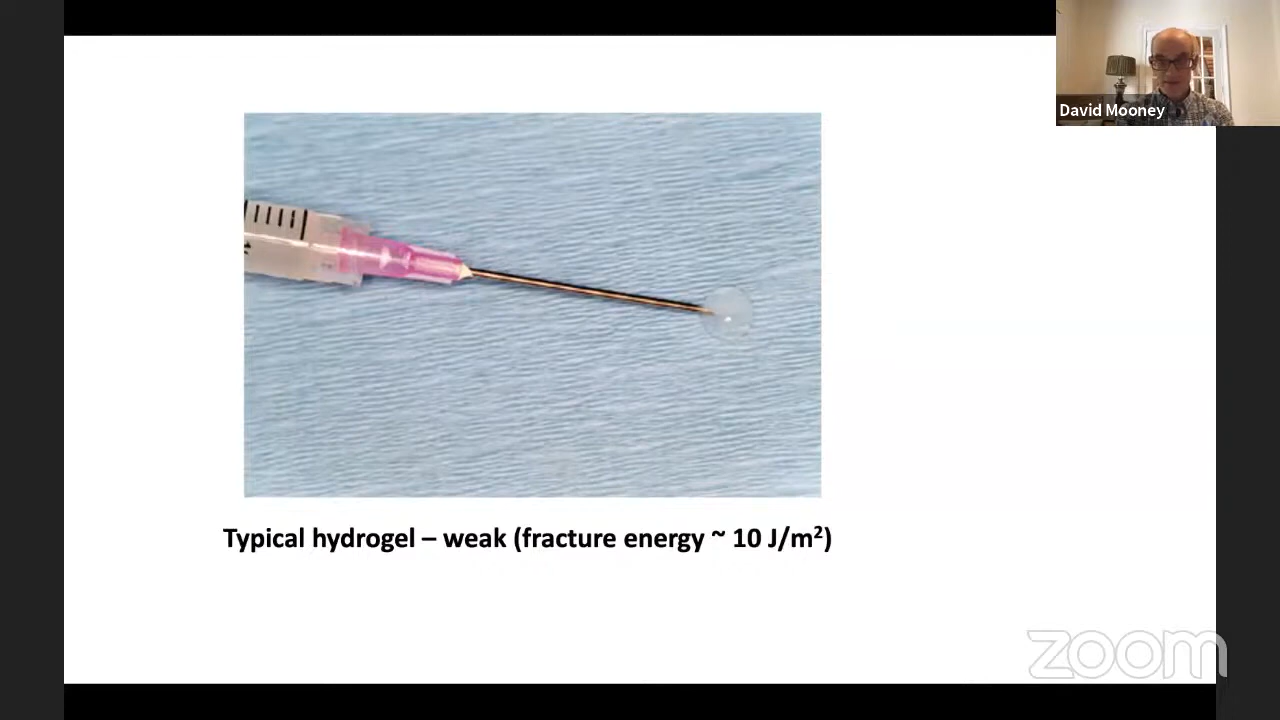 David Mooney
Typical hydrogel – weak (fracture energy ~ 10 J/m²)
zoom